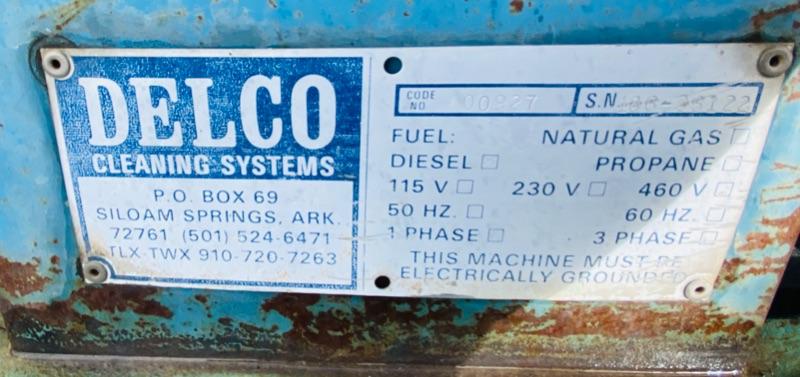 DELCO
CLEANING SYSTEMS
P.O. BOX 69
SILOAM SPRINGS, ARK.
72761 (501) 524-6471
TLX-TWX 910-720-7263
CODE NO 00227
S.N.
FUEL: NATURAL GAS
DIESEL PROPANE
115 V 230 V 460 V
50 HZ. 60 HZ.
1 PHASE 3 PHASE
THIS MACHINE MUST BE
ELECTRICALLY GROUNDED